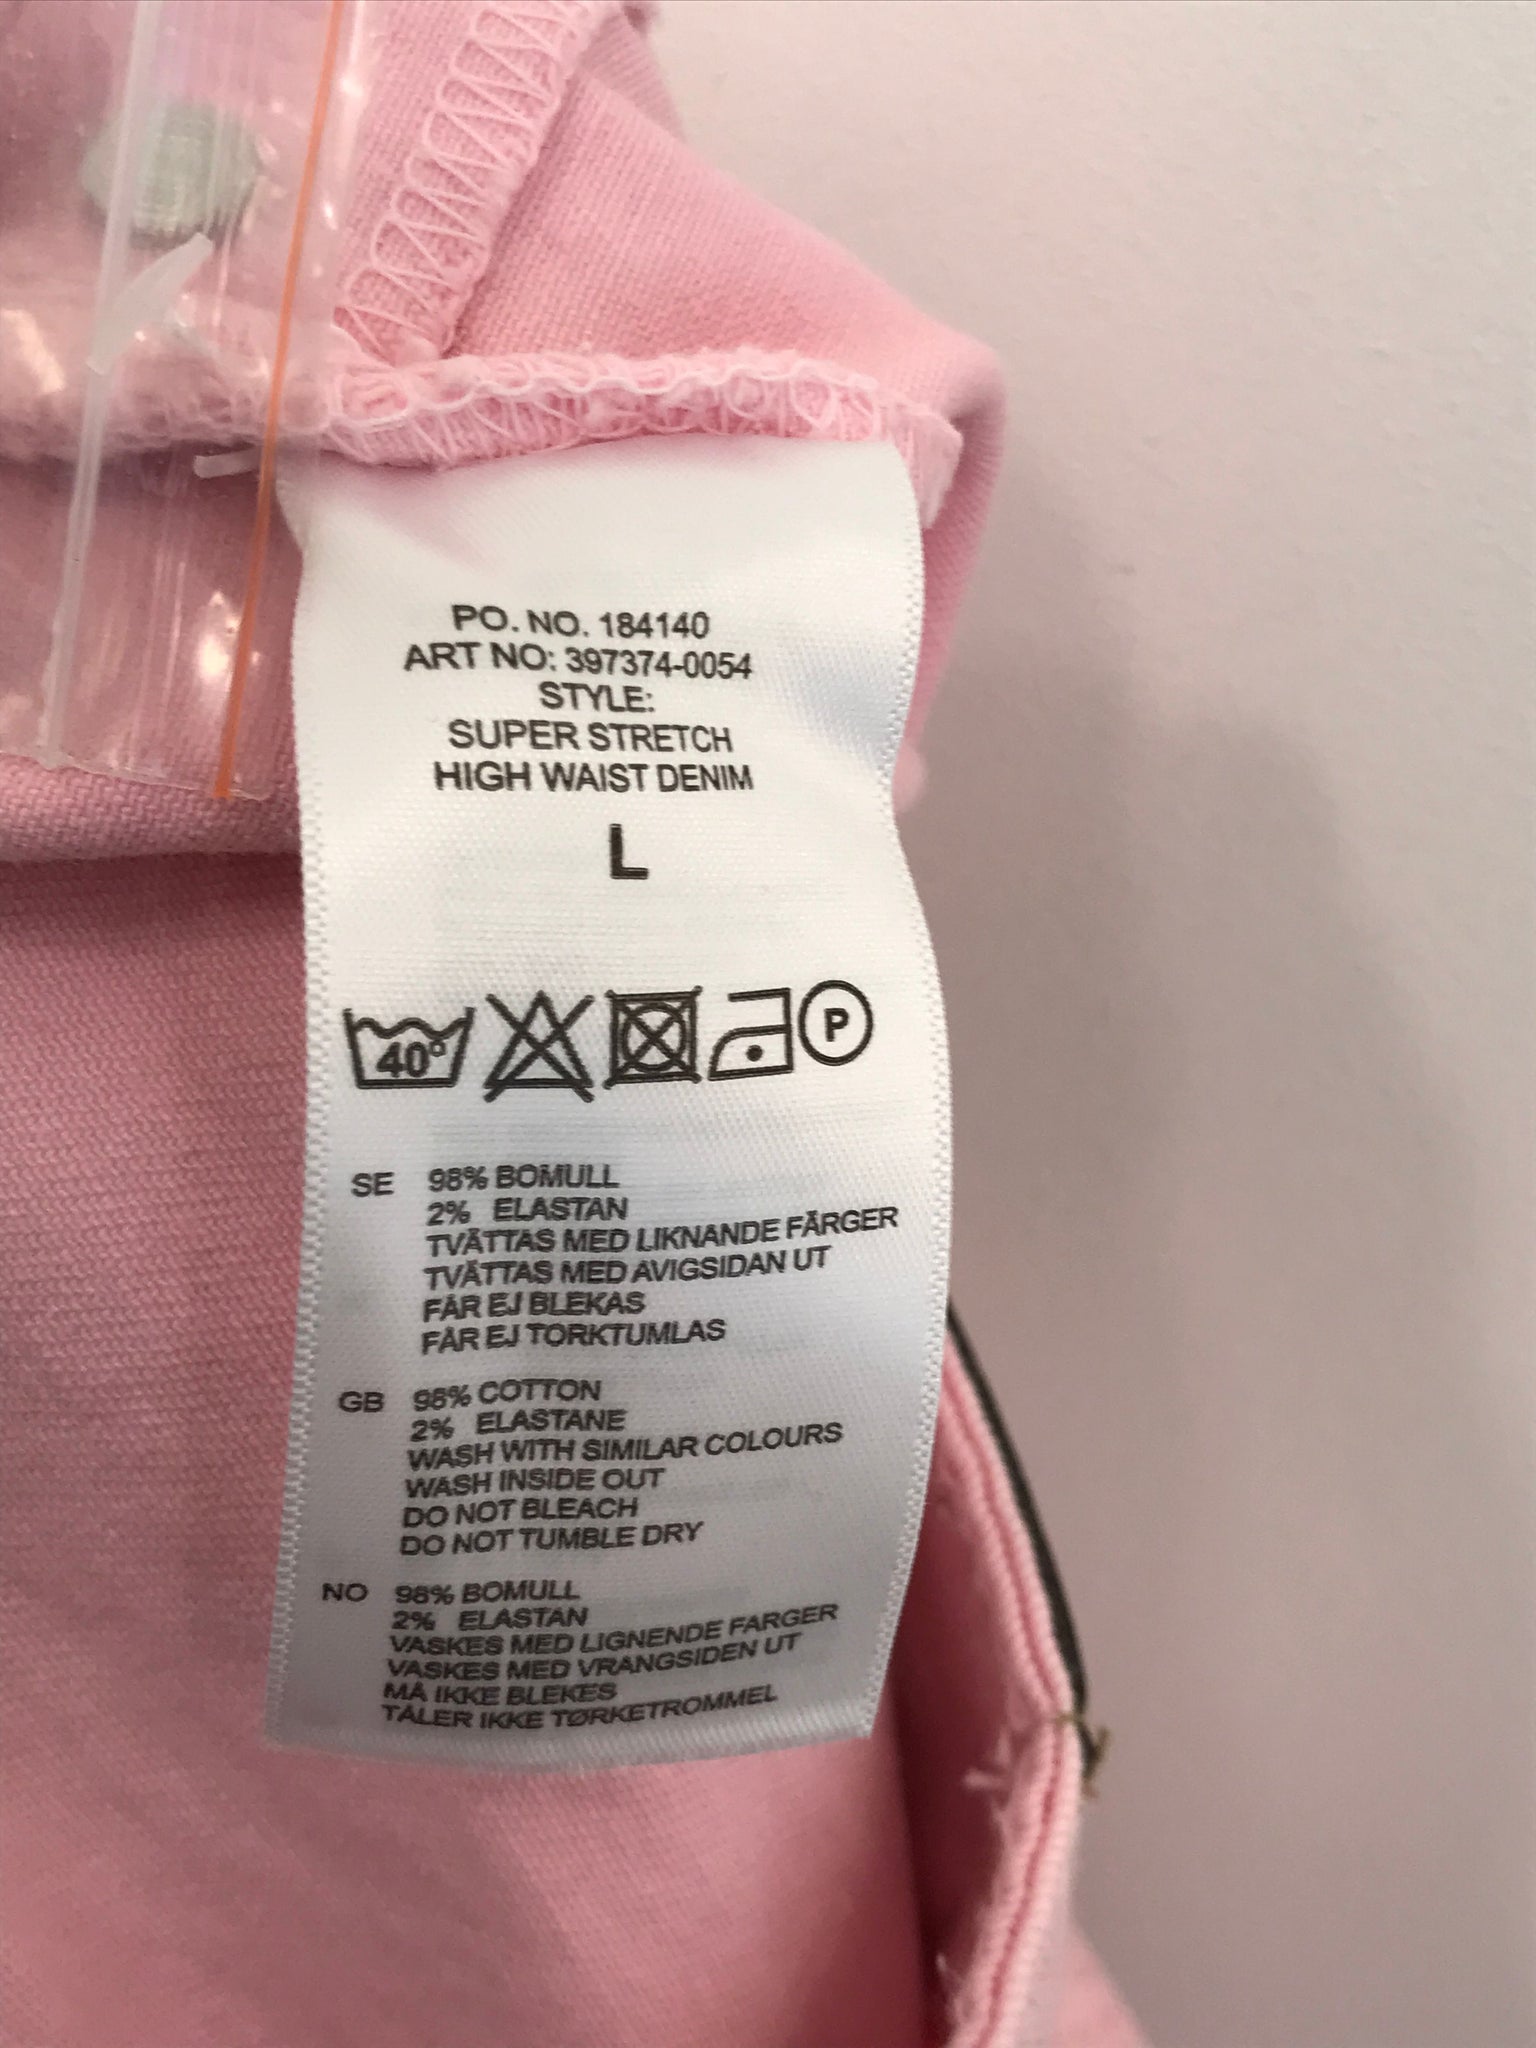 PO. NO. 184140
ART NO: 397374-0054
STYLE:
SUPER STRETCH
HIGH WAIST DENIM
L
40° P
SE 98% BOMULL
2% ELASTAN
TVÄTTAS MED LIKNANDE FÄRGER
TVÄTTAS MED AVIGSIDAN UT
FÅR EJ BLEKAS
FÅR EJ TORKTUMLAS
GB 98% COTTON
2% ELASTANE
WASH WITH SIMILAR COLOURS
WASH INSIDE OUT
DO NOT BLEACH
DO NOT TUMBLE DRY
NO 98% BOMULL
2% ELASTAN
VASKES MED LIGNENDE FARGER
VASKES MED VRANGSIDEN UT
MÅ IKKE BLEKES
TÅLER IKKE TØRKETROMMEL